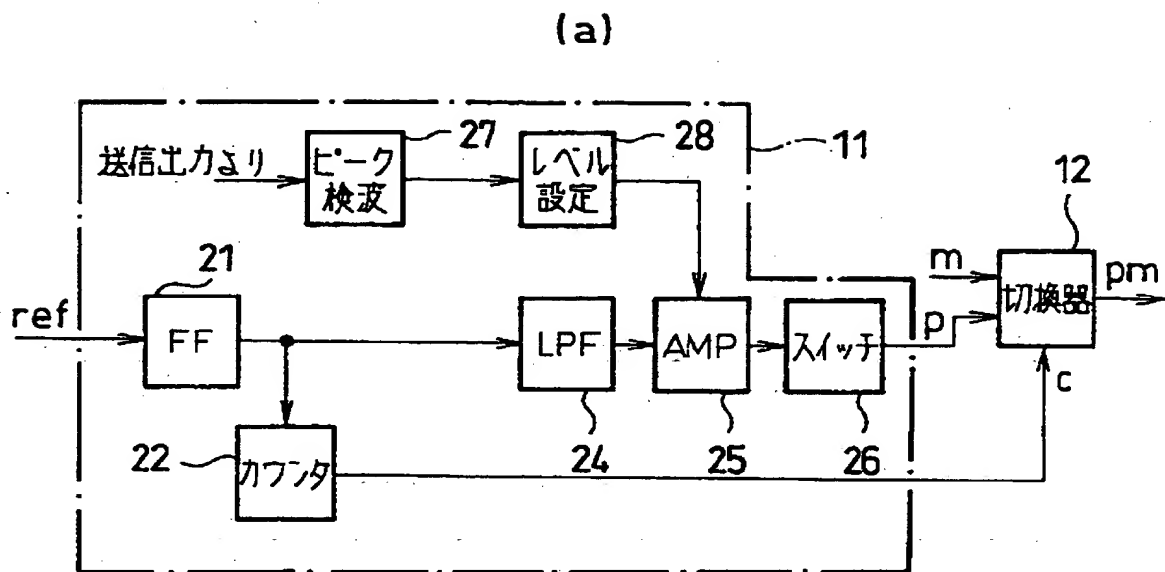 (a)
27
28
11
送信出力より
ピーク
検波
レベル
設定
12
21
m
切換器
pm
ref
FF
LPF
AMP
スイッチ
p
c
22
カウンタ
24
25
26